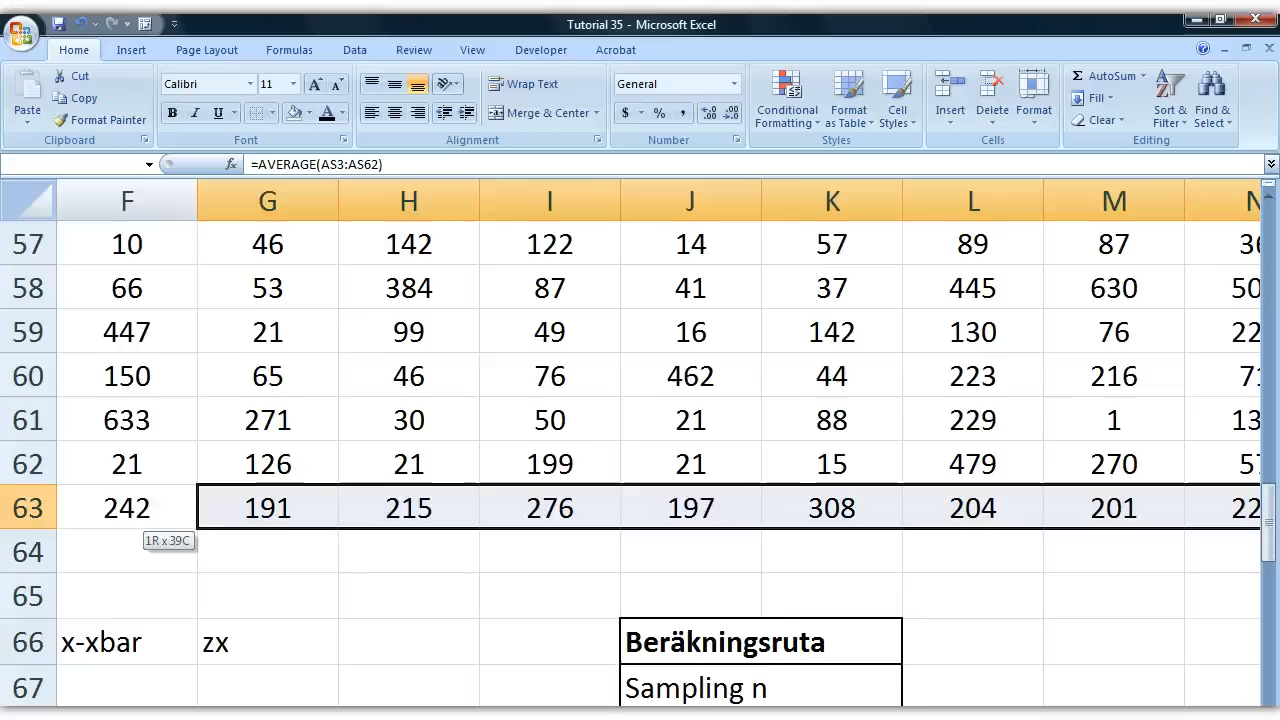 Tutorial 35 - Microsoft Excel
Home Insert Page Layout Formulas Data Review View Developer Acrobat
Paste
Cut
Copy
Format Painter
Clipboard
Calibri 11
B I U
Font
Wrap Text
Merge & Center
Alignment
General
$ % ,
Number
Conditional Formatting
Format as Table
Cell Styles
Styles
Insert
Delete
Format
Cells
Σ AutoSum
Fill
Clear
Sort & Filter
Find & Select
Editing
fx =AVERAGE(AS3:AS62)
F G H I J K L M N
57 10 46 142 122 14 57 89 87 36
58 66 53 384 87 41 37 445 630 50
59 447 21 99 49 16 142 130 76 22
60 150 65 46 76 462 44 223 216 71
61 633 271 30 50 21 88 229 1 13
62 21 126 21 199 21 15 479 270 57
63 242 191 215 276 197 308 204 201 22
1R x 39C
64
65
66 x-xbar zx Beräkningsruta
67 Sampling n